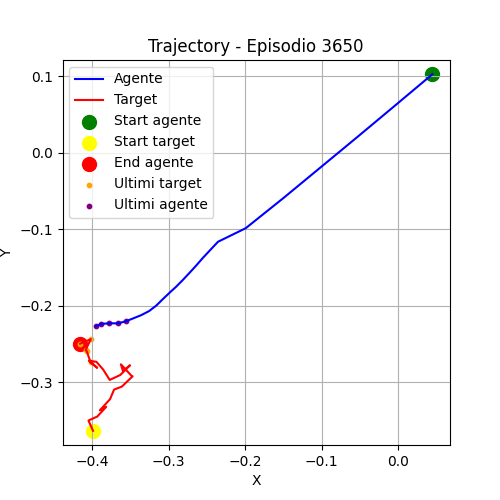 Trajectory - Episodio 3650
Agente
Target
Start agente
Start target
End agente
Ultimi target
Ultimi agente
0.1
0.0
−0.1
−0.2
−0.3
Y
−0.4
−0.3
−0.2
−0.1
0.0
X